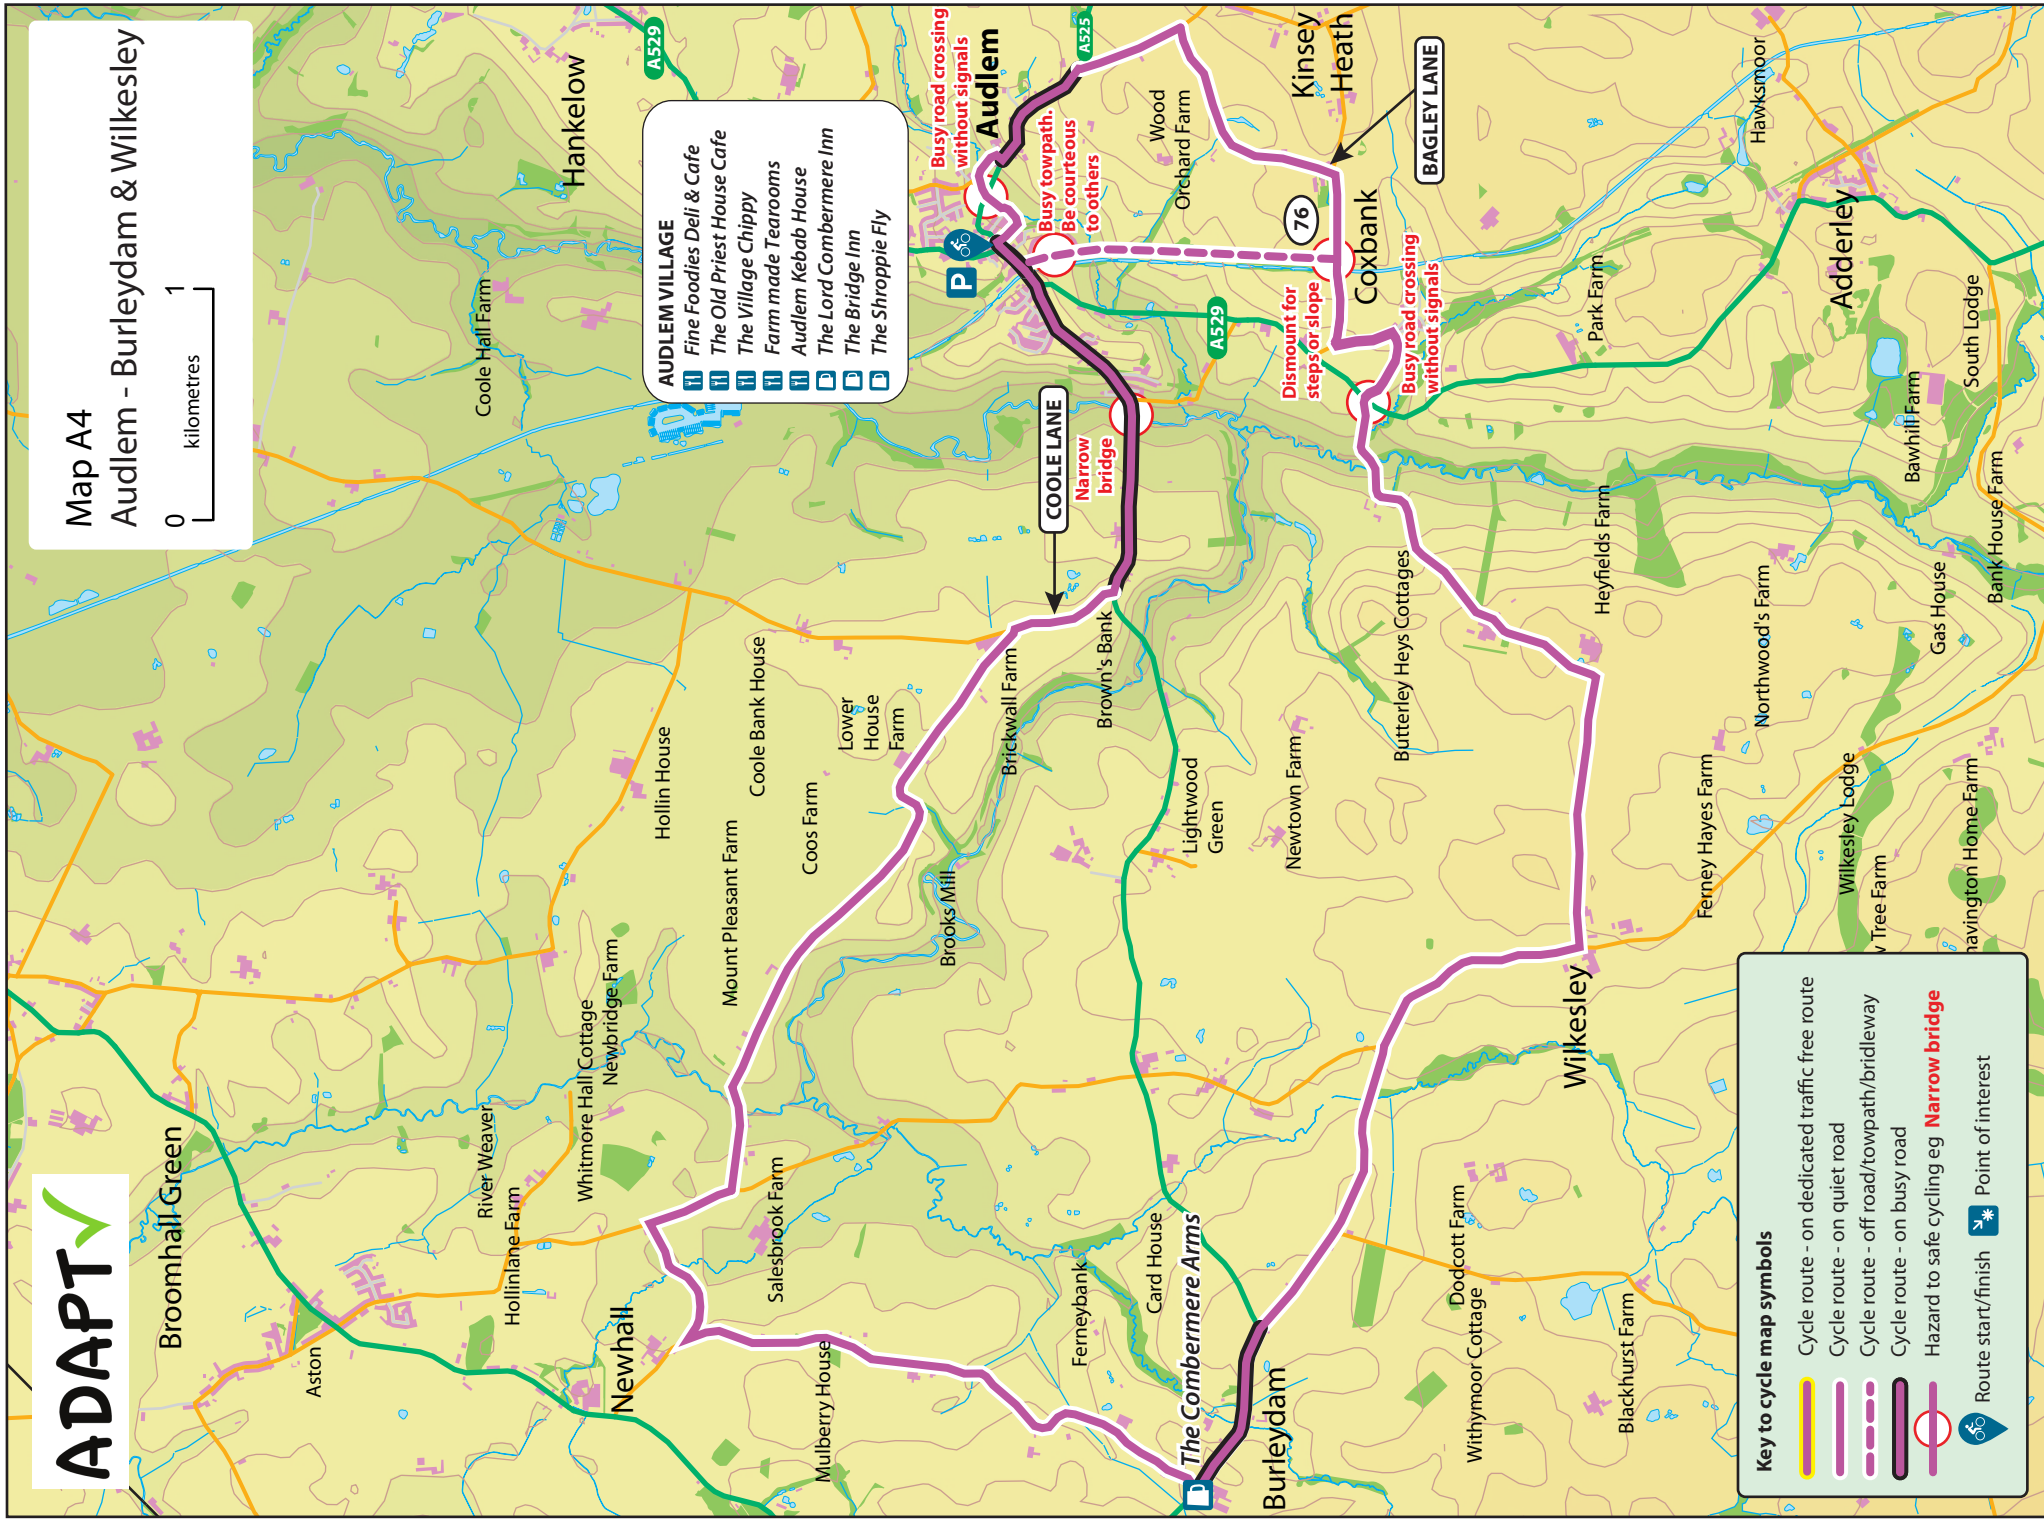 Map A4
Audlem - Burleydam & Wilkesley
0
1
kilometres
ADAPT
Broomhall Green
Aston
Newhall
Hollinlane Farm
River Weaver
Whitmore Hall Cottage
Newbridge Farm
Salesbrook Farm
Mulberry House
Mount Pleasant Farm
Coos Farm
Coole Bank House
Hollin House
Lower
House
Farm
Coole Hall Farm
Hankelow
A529
AUDLEM VILLAGE
Fine Foodies Deli & Cafe
The Old Priest House Cafe
The Village Chippy
Farm made Tearooms
Audlem Kebab House
The Lord Combermere Inn
The Bridge Inn
The Shroppie Fly
P
Busy road crossing
without signals
Audlem
A525
Busy towpath.
Be courteous
to others
Wood
Orchard Farm
Kinsey
Heath
BAGLEY LANE
76
Coxbank
A529
Dismount for
steps or slope
Busy road crossing
without signals
COOLE LANE
Narrow
bridge
Brickwall Farm
Brown's Bank
Brooks Mill
Lightwood
Green
Newtown Farm
Butterley Heys Cottages
Ferneybank
Card House
The Combermere Arms
Burleydam
Wilkesley
Dodcott Farm
Withymoor Cottage
Blackhurst Farm
Heyfields Farm
Park Farm
Hawksmoor
Adderley
South Lodge
Bawhill Farm
Bank House Farm
Gas House
Northwood's Farm
Ferney Hayes Farm
Wilkesley Lodge
w Tree Farm
havington Home Farm
Key to cycle map symbols
Cycle route - on dedicated traffic free route
Cycle route - on quiet road
Cycle route - off road/towpath/bridleway
Cycle route - on busy road
Hazard to safe cycling eg Narrow bridge
Route start/finish Point of interest